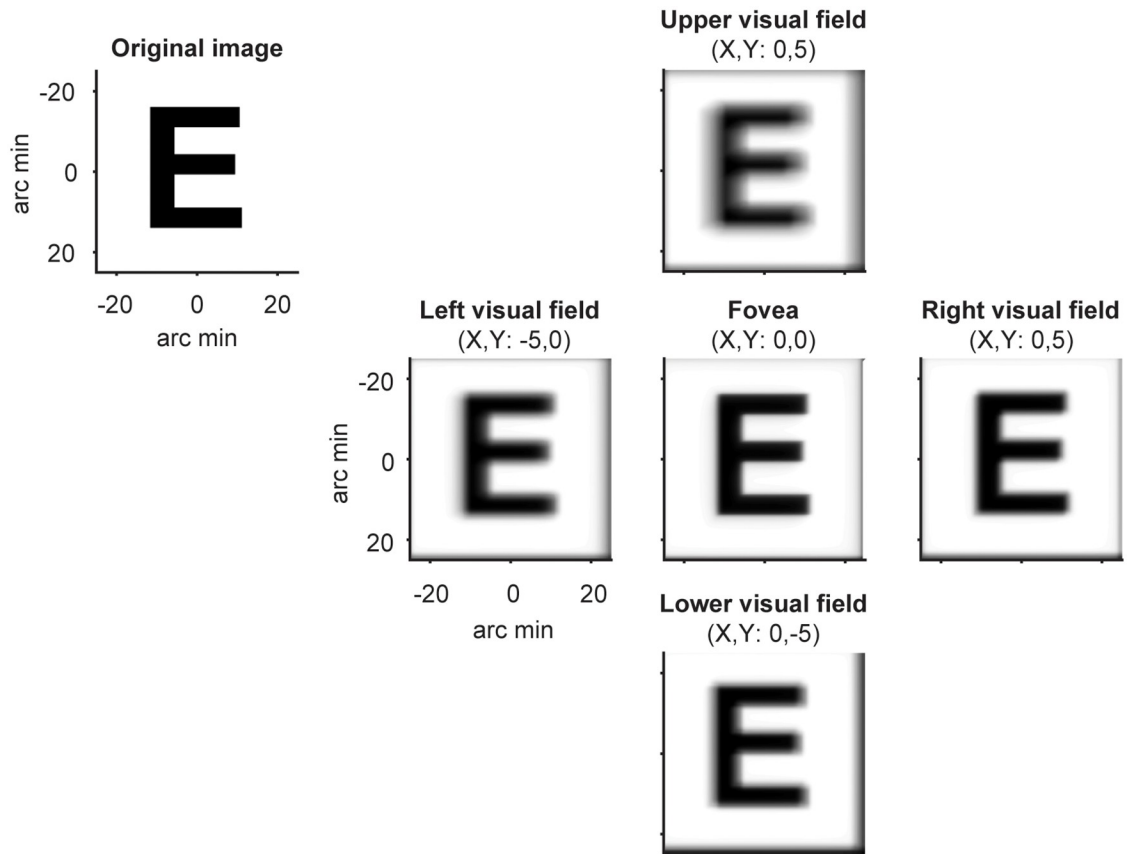 Original image
-20
0
20
arc min
E
-20
0
20
arc min
Upper visual field
(X,Y: 0,5)
E
Left visual field
(X,Y: -5,0)
-20
0
20
arc min
E
-20
0
20
arc min
Fovea
(X,Y: 0,0)
E
Right visual field
(X,Y: 0,5)
E
Lower visual field
(X,Y: 0,-5)
E